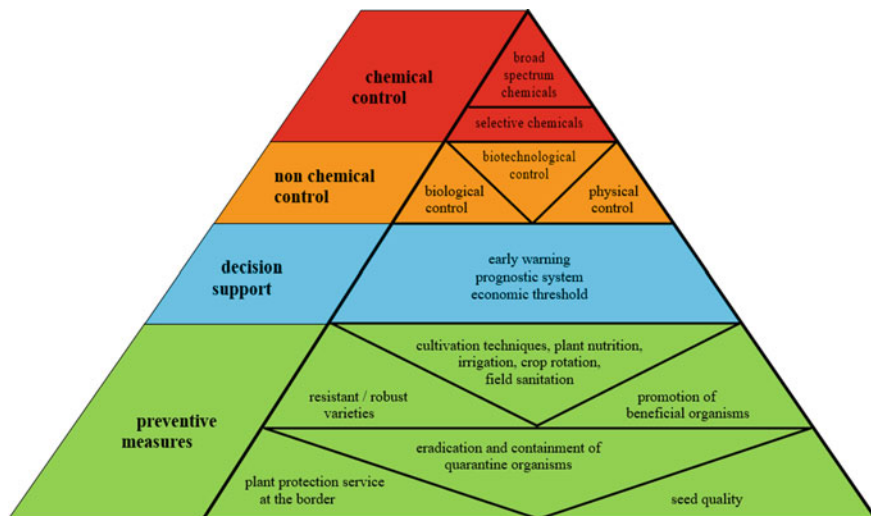 chemical
control
broad
spectrum
chemicals
selective chemicals
non chemical
control
biotechnological
control
biological
control
physical
control
decision
support
early warning
prognostic system
economic threshold
preventive
measures
cultivation techniques, plant nutrition,
irrigation, crop rotation,
field sanitation
resistant / robust
varieties
promotion of
beneficial organisms
eradication and containment of
quarantine organisms
plant protection service
at the border
seed quality